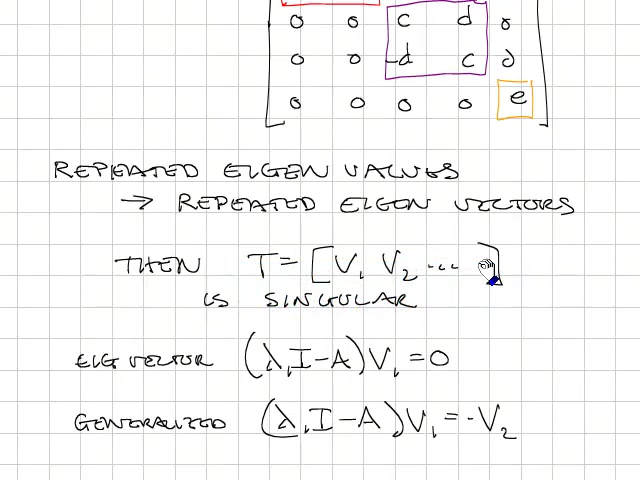 0 0 c d 0
0 0 -d c 0
0 0 0 0 e
REPEATED EIGEN VALUES
→ REPEATED EIGEN VECTORS
THEN T = [V₁ V₂ ... ]
IS SINGULAR
EIG VECTOR (λ₁I-A)V₁=0
GENERALIZED (λ₁I-A)V₁=-V₂